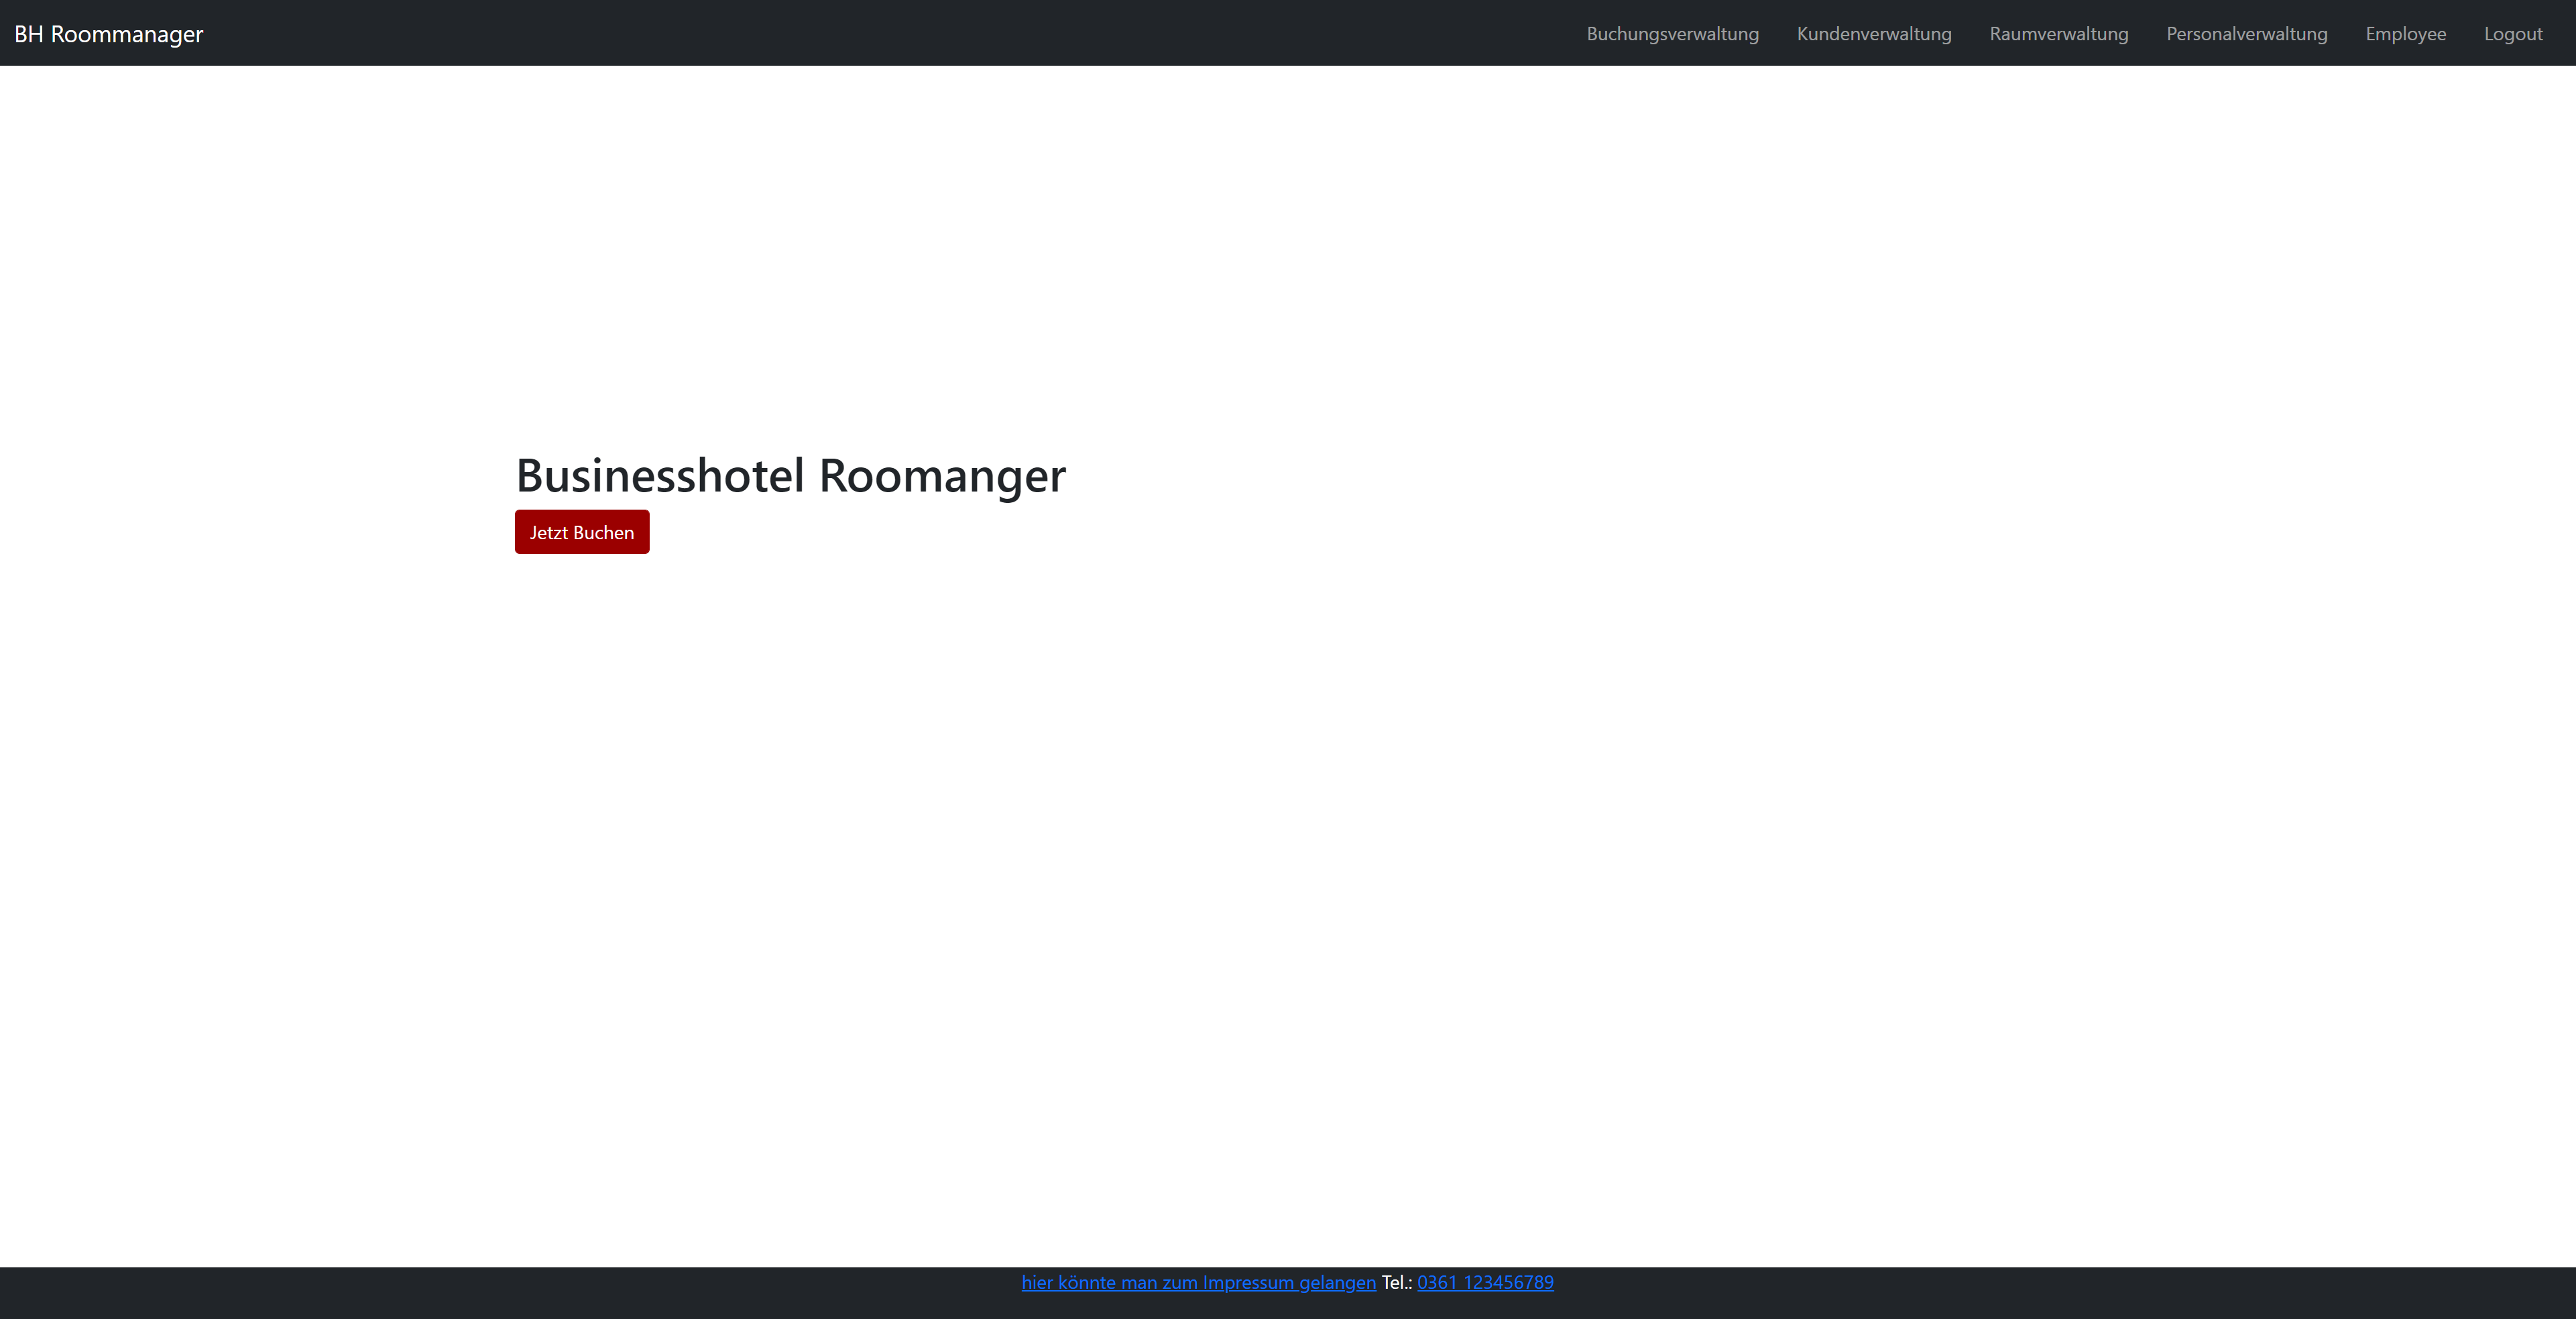 BH Roommanager Buchungsverwaltung Kundenverwaltung Raumverwaltung Personalverwaltung Employee Logout
Businesshotel Roomanger
Jetzt Buchen
hier könnte man zum Impressum gelangen Tel.: 0361 123456789